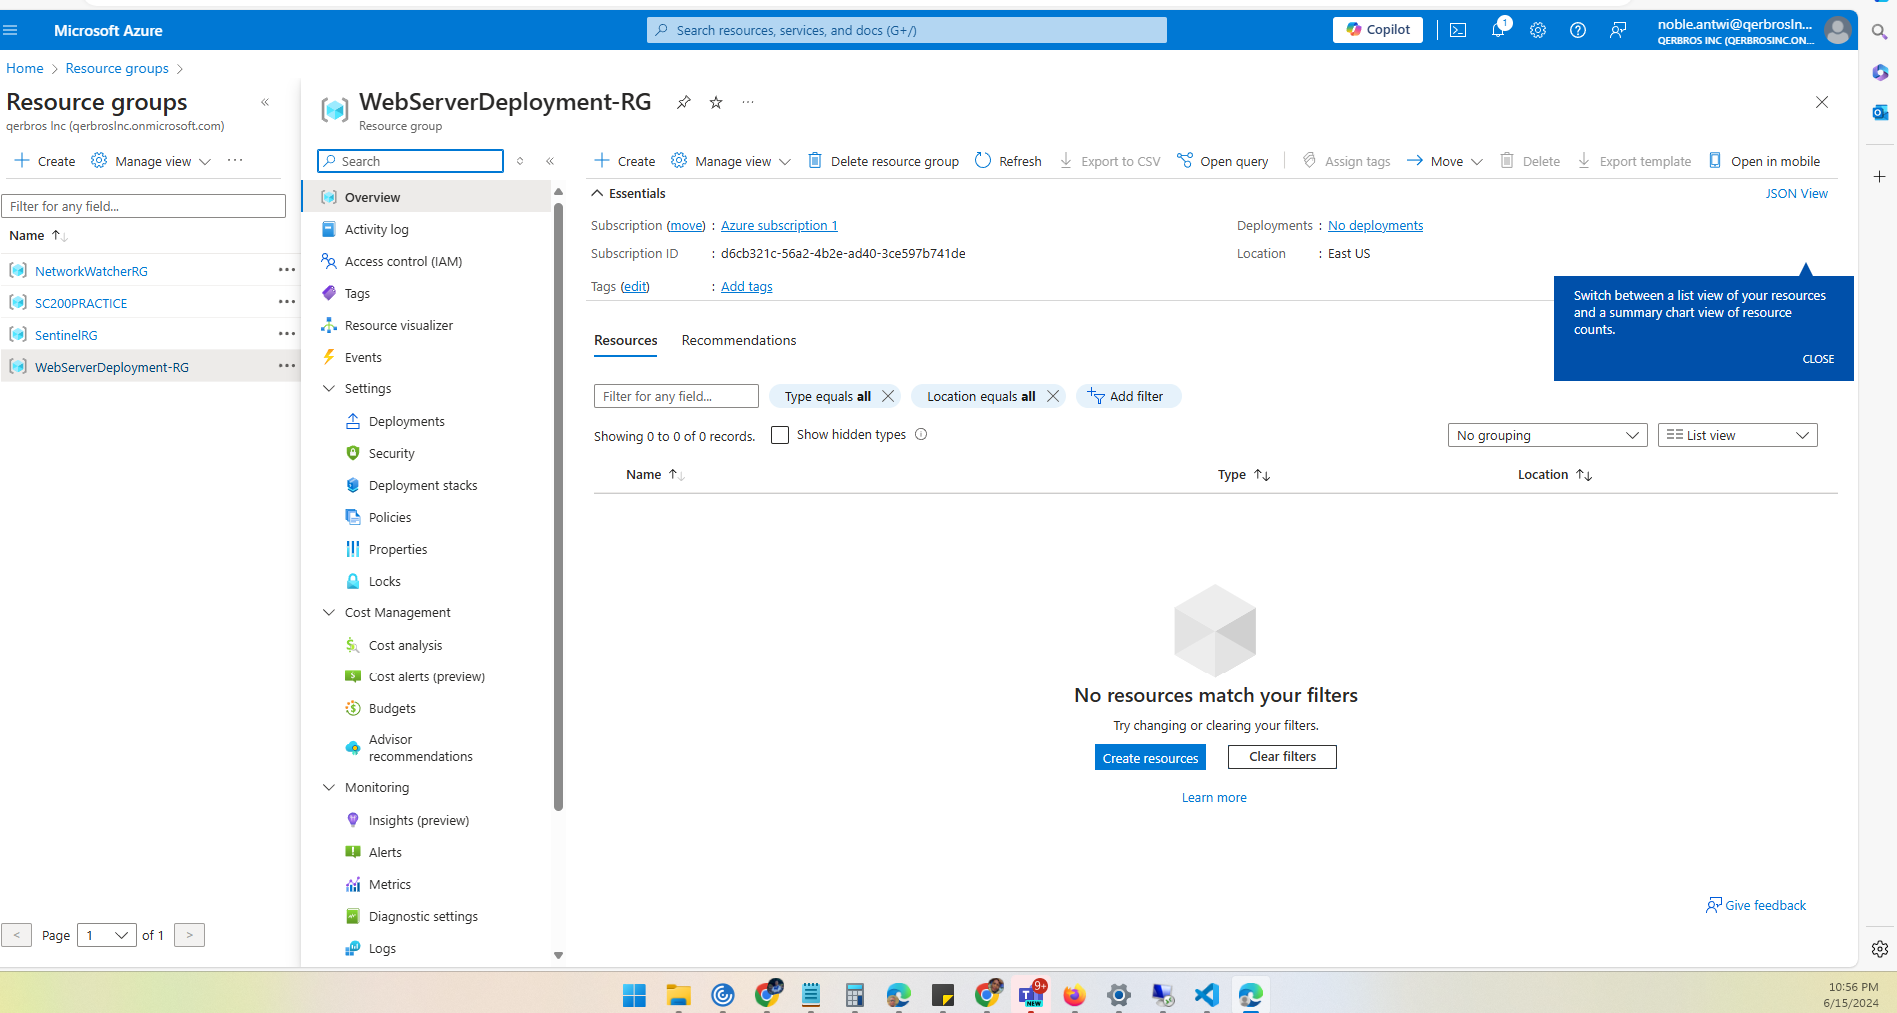 Microsoft Azure
Search resources, services, and docs (G+/)
Copilot
1
noble.antwi@qerbrosIn...
QERBROS INC (QERBROSINC.ON...
Home > Resource groups >
Resource groups
qerbros Inc (qerbrosInc.onmicrosoft.com)
Create
Manage view
Filter for any field...
Name
NetworkWatcherRG
SC200PRACTICE
SentinelRG
WebServerDeployment-RG
< Page 1 of 1 >
WebServerDeployment-RG
Resource group
Search
Overview
Activity log
Access control (IAM)
Tags
Resource visualizer
Events
Settings
Deployments
Security
Deployment stacks
Policies
Properties
Locks
Cost Management
Cost analysis
Cost alerts (preview)
Budgets
Advisor
recommendations
Monitoring
Insights (preview)
Alerts
Metrics
Diagnostic settings
Logs
Create Manage view Delete resource group Refresh Export to CSV Open query Assign tags Move Delete Export template Open in mobile
Essentials
JSON View
Subscription (move) : Azure subscription 1
Deployments : No deployments
Subscription ID : d6cb321c-56a2-4b2e-ad40-3ce597b741de
Location : East US
Tags (edit) : Add tags
Switch between a list view of your resources
and a summary chart view of resource
counts.
CLOSE
Resources Recommendations
Filter for any field... Type equals all Location equals all Add filter
Showing 0 to 0 of 0 records. Show hidden types
No grouping
List view
Name Type Location
No resources match your filters
Try changing or clearing your filters.
Create resources Clear filters
Learn more
Give feedback
9+
NEW
10:56 PM
6/15/2024